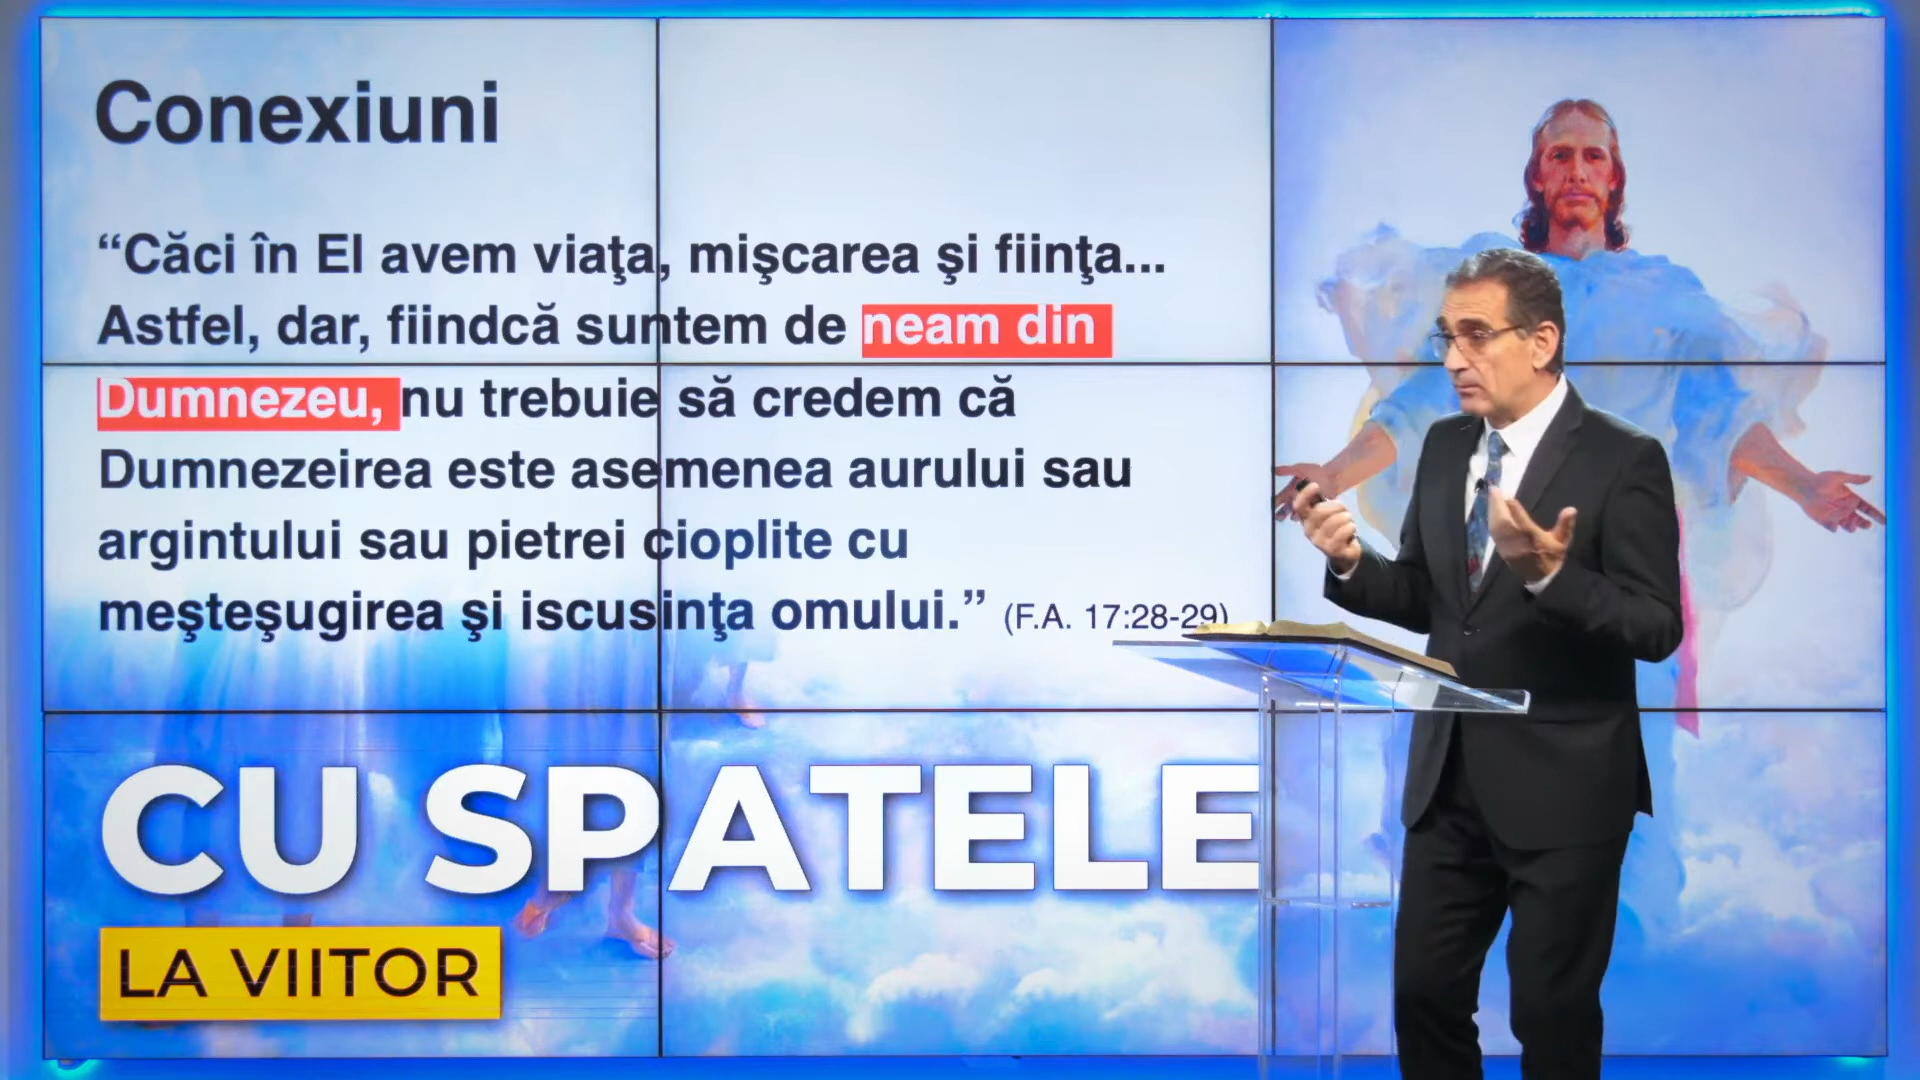 Conexiuni
“Căci în El avem viaţa, mişcarea şi fiinţa...
Astfel, dar, fiindcă suntem de neam din
Dumnezeu, nu trebuie să credem că
Dumnezeirea este asemenea aurului sau
argintului sau pietrei cioplite cu
meşteşugirea şi iscusinţa omului.” (F.A. 17:28-29)
CU SPATELE
LA VIITOR